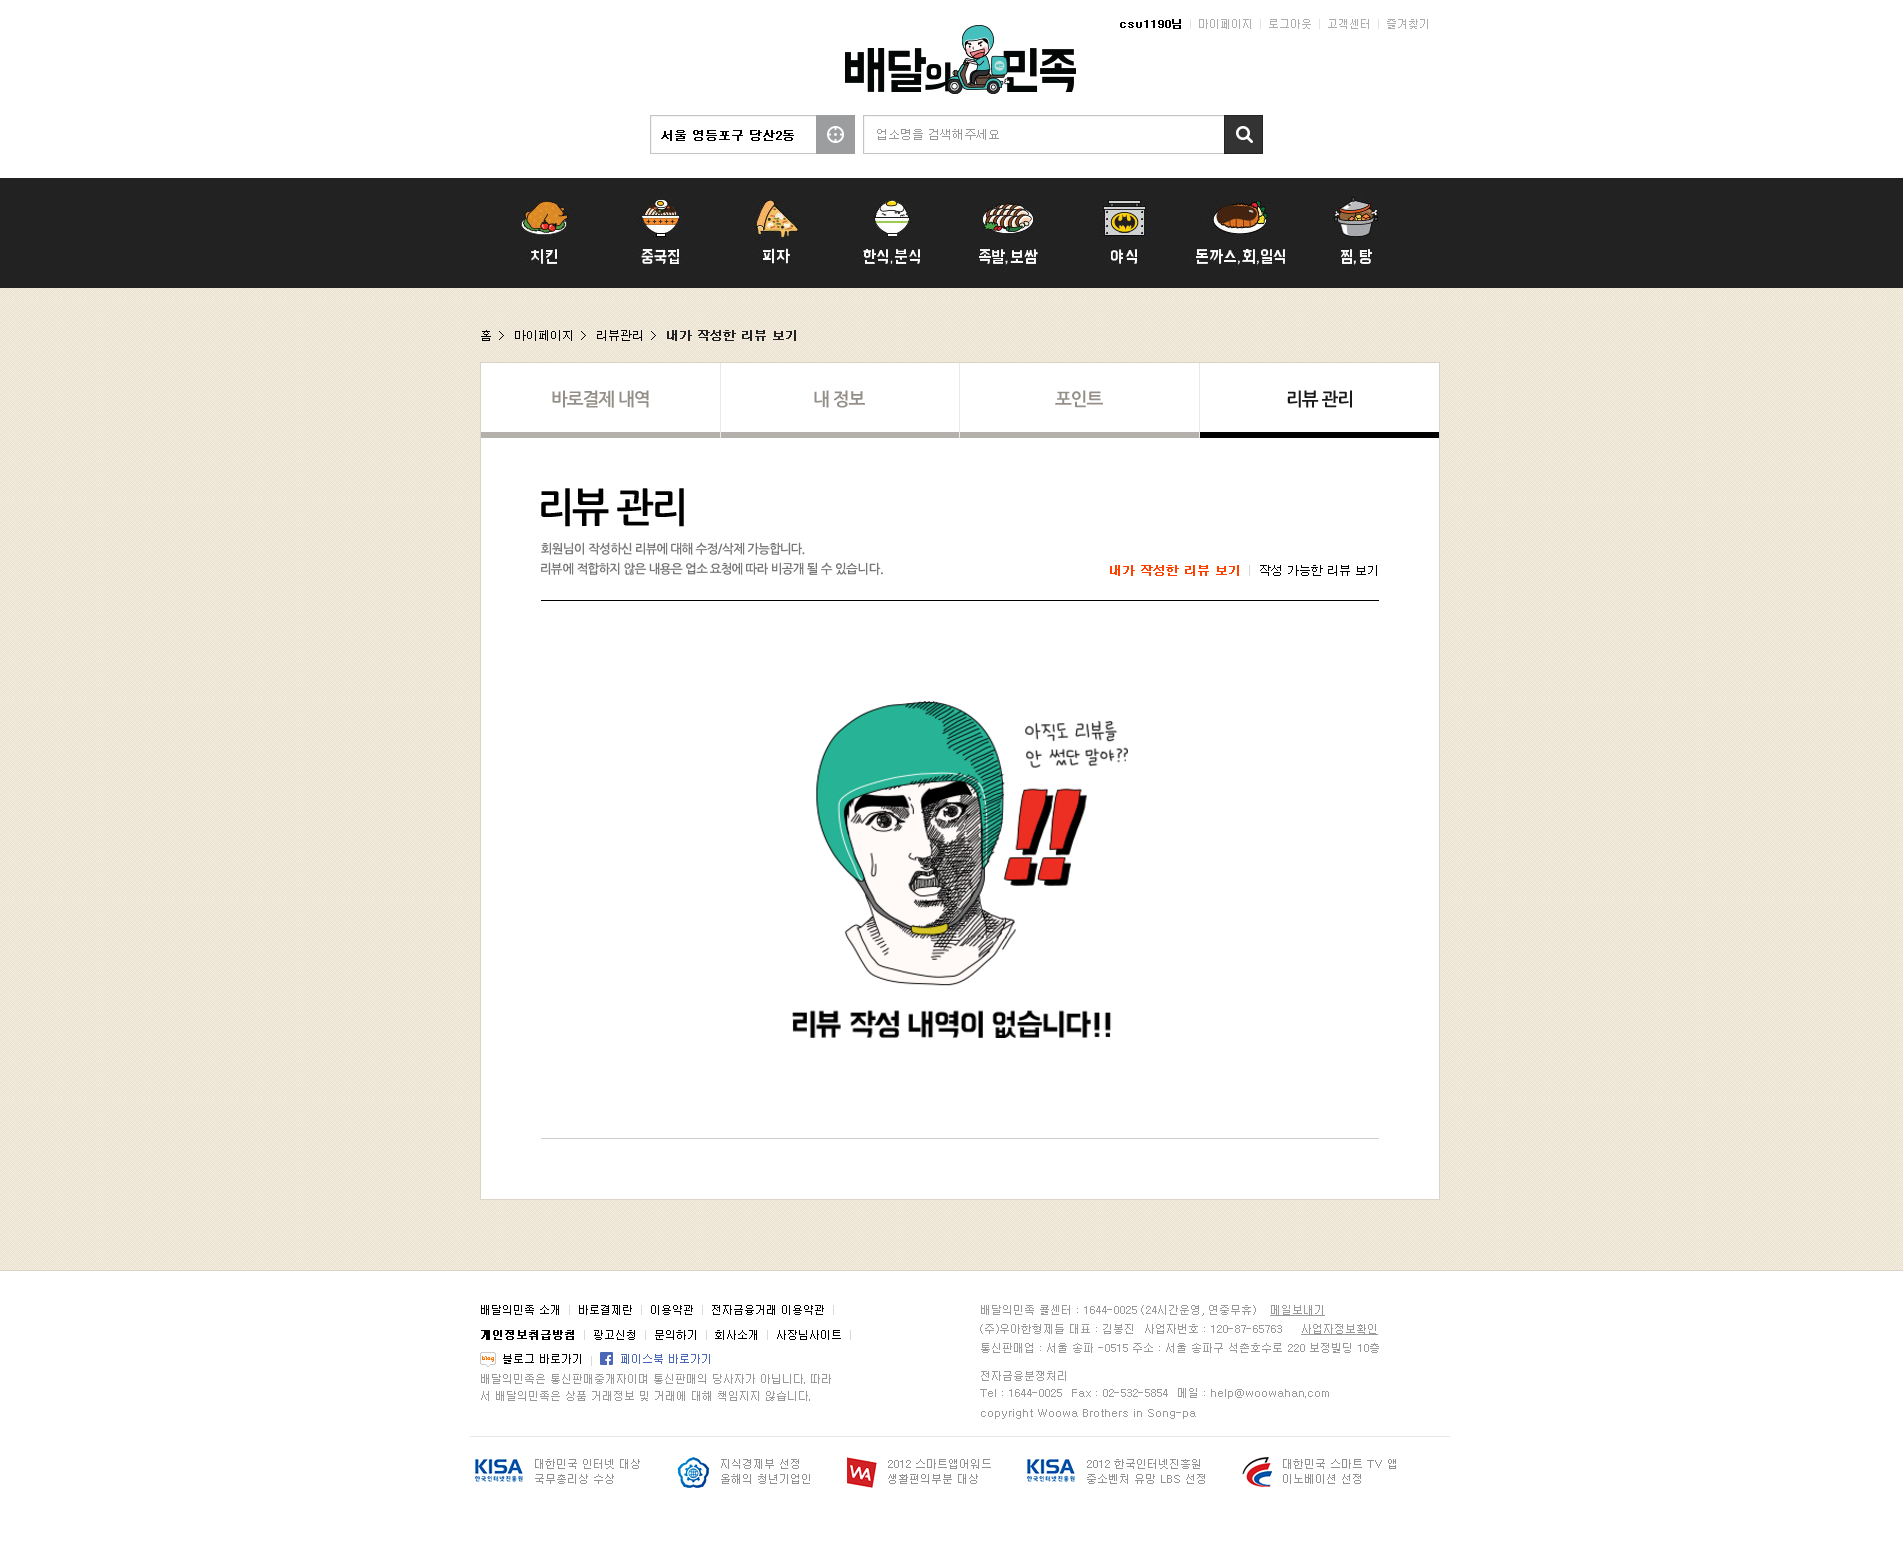 csu1190님 마이페이지 로그아웃 고객센터 즐겨찾기
배달의민족
서울 영등포구 당산2동 업소명을 검색해주세요
치킨 중국집 피자 한식,분식 족발,보쌈 야식 돈까스,회,일식 찜,탕
홈 > 마이페이지 > 리뷰관리 > 내가 작성한 리뷰 보기
바로결제 내역 내 정보 포인트 리뷰 관리
리뷰 관리
회원님이 작성하신 리뷰에 대해 수정/삭제 가능합니다.
리뷰에 적합하지 않은 내용은 업소 요청에 따라 비공개 될 수 있습니다.
내가 작성한 리뷰 보기 작성 가능한 리뷰 보기
아직도 리뷰를
안 썼단 말야??
!!
리뷰 작성 내역이 없습니다!!
배달의민족 소개 바로결제란 이용약관 전자금융거래 이용약관
개인정보취급방침 광고신청 문의하기 회사소개 사장님사이트
blog 블로그 바로가기 f 페이스북 바로가기
배달의민족은 통신판매중개자이며 통신판매의 당사자가 아닙니다. 따라
서 배달의민족은 상품 거래정보 및 거래에 대해 책임지지 않습니다.
배달의민족 콜센터 : 1644-0025 (24시간운영, 연중무휴) 메일보내기
(주)우아한형제들 대표 : 김봉진 사업자번호 : 120-87-65763 사업자정보확인
통신판매업 : 서울 송파 -0515 주소 : 서울 송파구 석촌호수로 220 보정빌딩 10층
전자금융분쟁처리
Tel : 1644-0025 Fax : 02-532-5854 메일 : help@woowahan.com
copyright Woowa Brothers in Song-pa
KISA 한국인터넷진흥원 대한민국 인터넷 대상
국무총리상 수상
지식경제부 선정
올해의 청년기업인
WA 2012 스마트앱어워드
생활편의부분 대상
KISA 한국인터넷진흥원 2012 한국인터넷진흥원
중소벤처 유망 LBS 선정
대한민국 스마트 TV 앱
이노베이션 선정